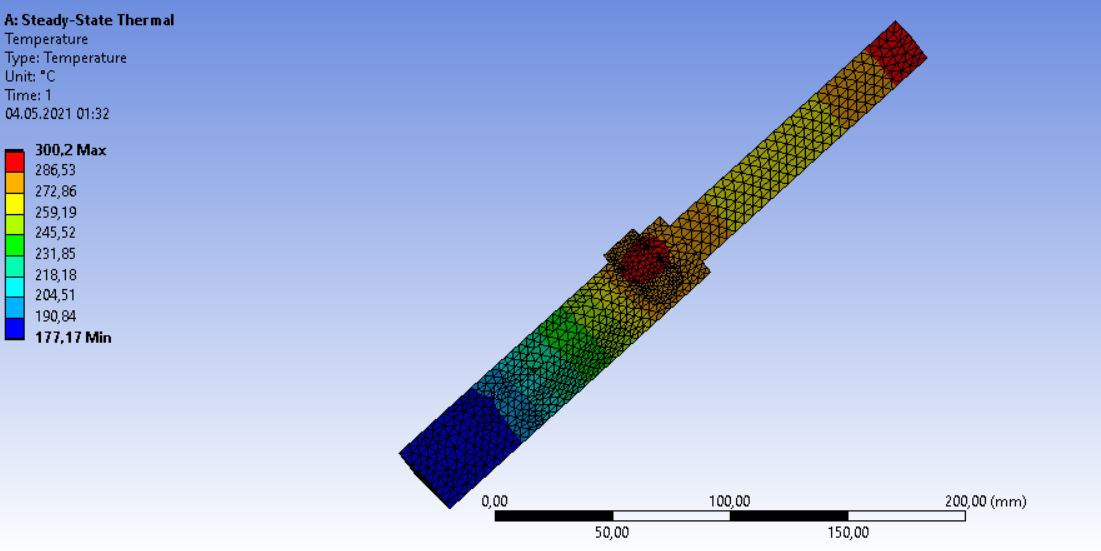 A: Steady-State Thermal
Temperature
Type: Temperature
Unit: °C
Time: 1
04.05.2021 01:32
300,2 Max
286,53
272,86
259,19
245,52
231,85
218,18
204,51
190,84
177,17 Min
0,00 100,00 200,00 (mm)
50,00 150,00